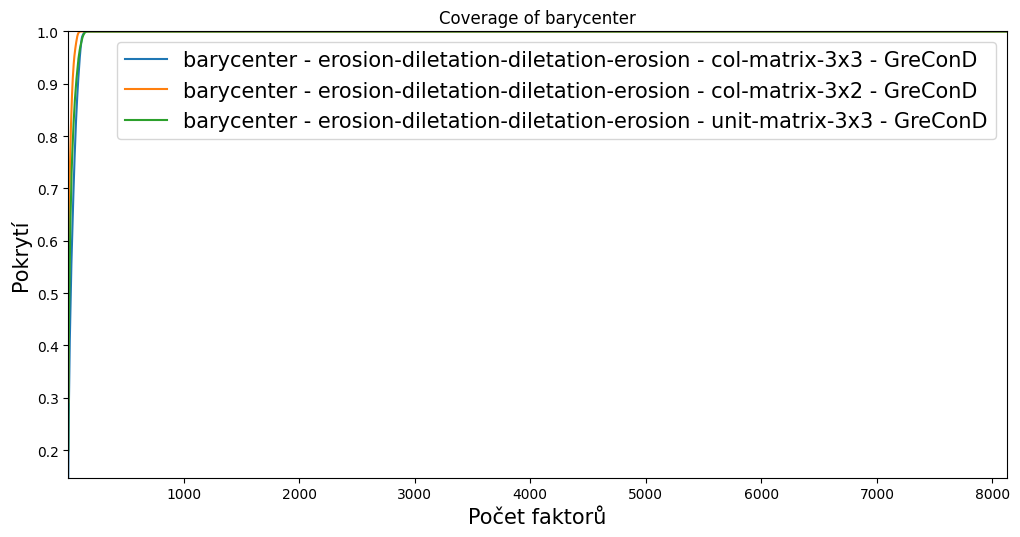 Coverage of barycenter
barycenter - erosion-diletation-diletation-erosion - col-matrix-3x3 - GreConD
barycenter - erosion-diletation-diletation-erosion - col-matrix-3x2 - GreConD
barycenter - erosion-diletation-diletation-erosion - unit-matrix-3x3 - GreConD
1.0
0.9
0.8
0.7
0.6
0.5
0.4
0.3
0.2
Pokrytí
1000 2000 3000 4000 5000 6000 7000 8000
Počet faktorů